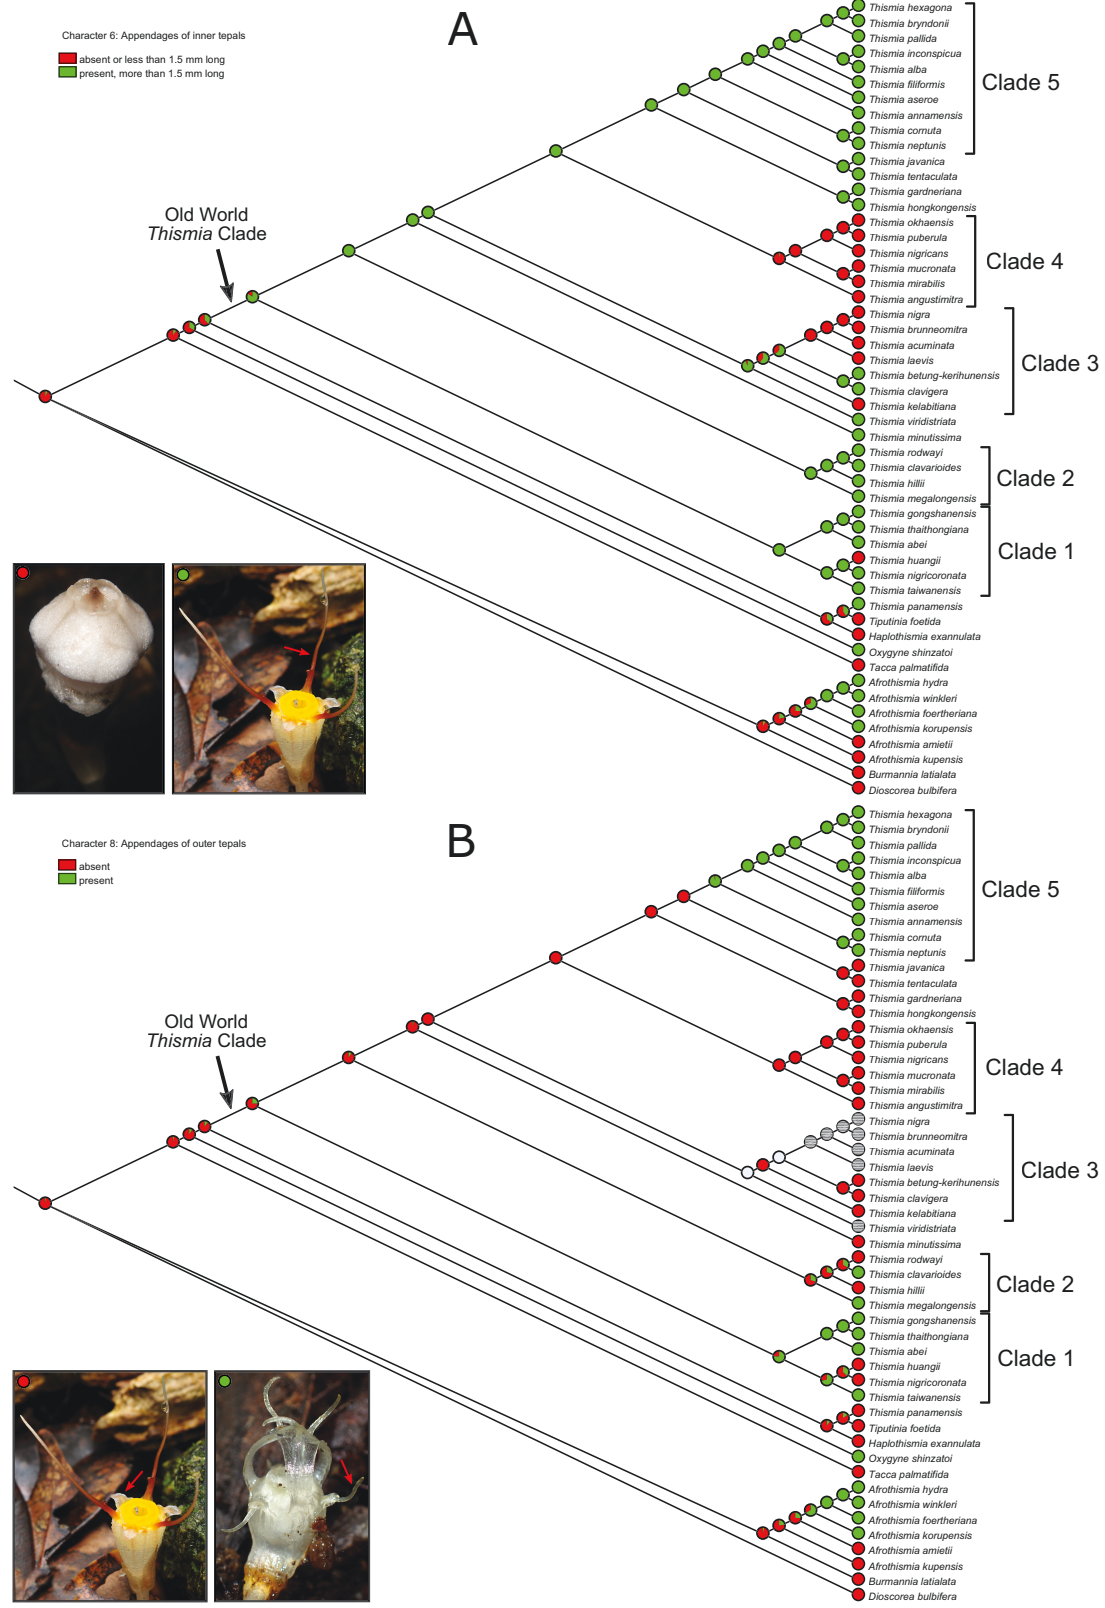 Character 6: Appendages of inner tepals
A
absent or less than 1.5 mm long
present, more than 1.5 mm long
Old World
Thismia Clade
Thismia hexagona
Thismia bryndonii
Thismia pallida
Thismia inconspicua
Thismia alba
Thismia filiformis
Thismia aseroe
Thismia annamensis
Thismia cornuta
Thismia neptunis
Clade 5
Thismia javanica
Thismia tentaculata
Thismia gardneriana
Thismia hongkongensis
Thismia okhaensis
Thismia puberula
Thismia nigricans
Thismia mucronata
Thismia mirabilis
Thismia angustimitra
Clade 4
Thismia nigra
Thismia brunneomitra
Thismia acuminata
Thismia laevis
Thismia betung-kerihunensis
Thismia clavigera
Thismia kelabitiana
Clade 3
Thismia viridistriata
Thismia minutissima
Thismia rodwayi
Thismia clavarioides
Thismia hillii
Thismia megalongensis
Clade 2
Thismia gongshanensis
Thismia thaithongiana
Thismia abei
Thismia huangii
Thismia nigricoronata
Thismia taiwanensis
Clade 1
Thismia panamensis
Tiputinia foetida
Haplothismia exannulata
Oxygyne shinzatoi
Tacca palmatifida
Afrothismia hydra
Afrothismia winkleri
Afrothismia foertheriana
Afrothismia korupensis
Afrothismia amietii
Afrothismia kupensis
Burmannia latialata
Dioscorea bulbifera
Character 8: Appendages of outer tepals
B
absent
present
Old World
Thismia Clade
Thismia hexagona
Thismia bryndonii
Thismia pallida
Thismia inconspicua
Thismia alba
Thismia filiformis
Thismia aseroe
Thismia annamensis
Thismia cornuta
Thismia neptunis
Clade 5
Thismia javanica
Thismia tentaculata
Thismia gardneriana
Thismia hongkongensis
Thismia okhaensis
Thismia puberula
Thismia nigricans
Thismia mucronata
Thismia mirabilis
Thismia angustimitra
Clade 4
Thismia nigra
Thismia brunneomitra
Thismia acuminata
Thismia laevis
Thismia betung-kerihunensis
Thismia clavigera
Thismia kelabitiana
Clade 3
Thismia viridistriata
Thismia minutissima
Thismia rodwayi
Thismia clavarioides
Thismia hillii
Thismia megalongensis
Clade 2
Thismia gongshanensis
Thismia thaithongiana
Thismia abei
Thismia huangii
Thismia nigricoronata
Thismia taiwanensis
Clade 1
Thismia panamensis
Tiputinia foetida
Haplothismia exannulata
Oxygyne shinzatoi
Tacca palmatifida
Afrothismia hydra
Afrothismia winkleri
Afrothismia foertheriana
Afrothismia korupensis
Afrothismia amietii
Afrothismia kupensis
Burmannia latialata
Dioscorea bulbifera